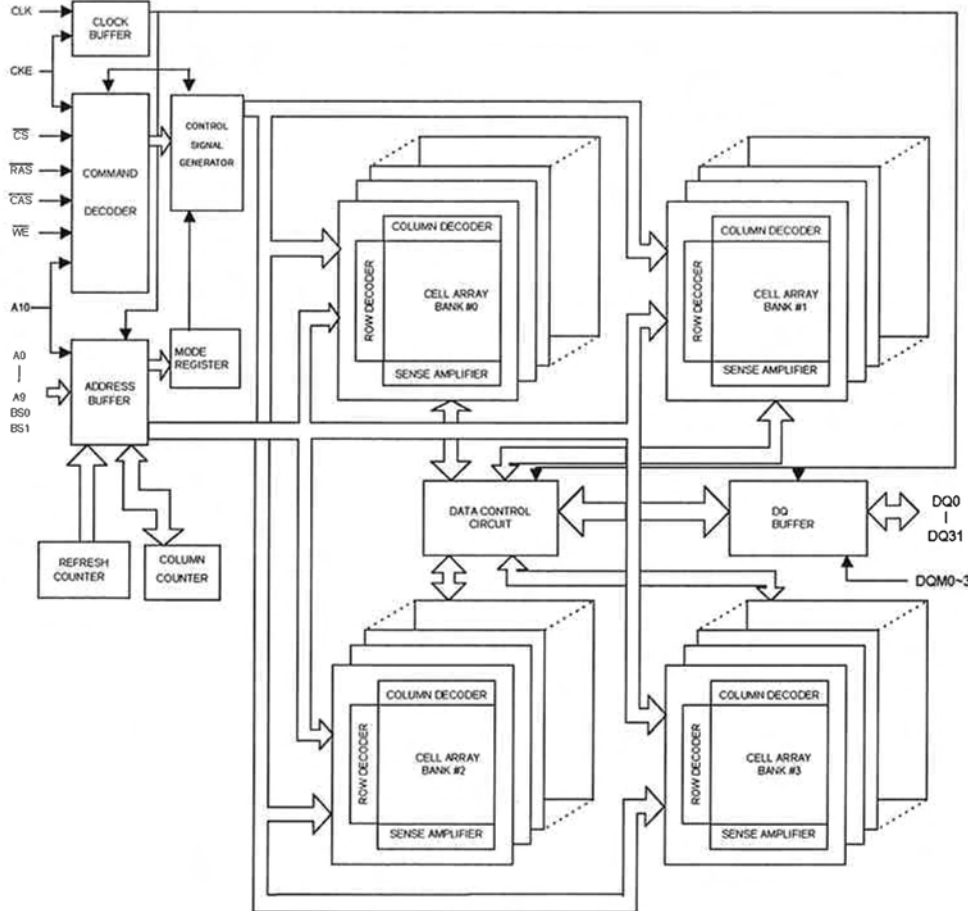 CLK
CLOCK
BUFFER
CKE
CS
RAS
CAS
WE
A10
COMMAND
DECODER
CONTROL
SIGNAL
GENERATOR
A0
A9
BS0
BS1
ADDRESS
BUFFER
MODE
REGISTER
REFRESH
COUNTER
COLUMN
COUNTER
COLUMN DECODER
ROW DECODER
CELL ARRAY
BANK #0
SENSE AMPLIFIER
COLUMN DECODER
ROW DECODER
CELL ARRAY
BANK #1
SENSE AMPLIFIER
DATA CONTROL
CIRCUIT
DQ
BUFFER
DQ0
DQ31
DQM0~3
COLUMN DECODER
ROW DECODER
CELL ARRAY
BANK #2
SENSE AMPLIFIER
COLUMN DECODER
ROW DECODER
CELL ARRAY
BANK #3
SENSE AMPLIFIER